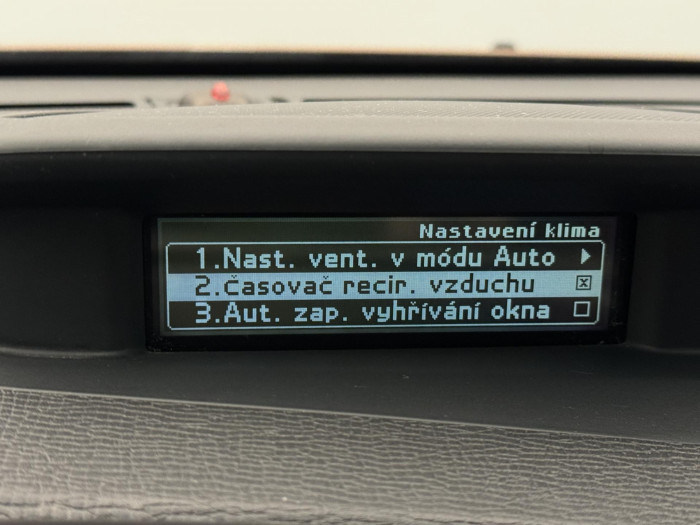 Nastavení klima
1.Nast. vent. v módu Auto
2.Časovač recir. vzduchu
3.Aut. zap. vyhřívání okna